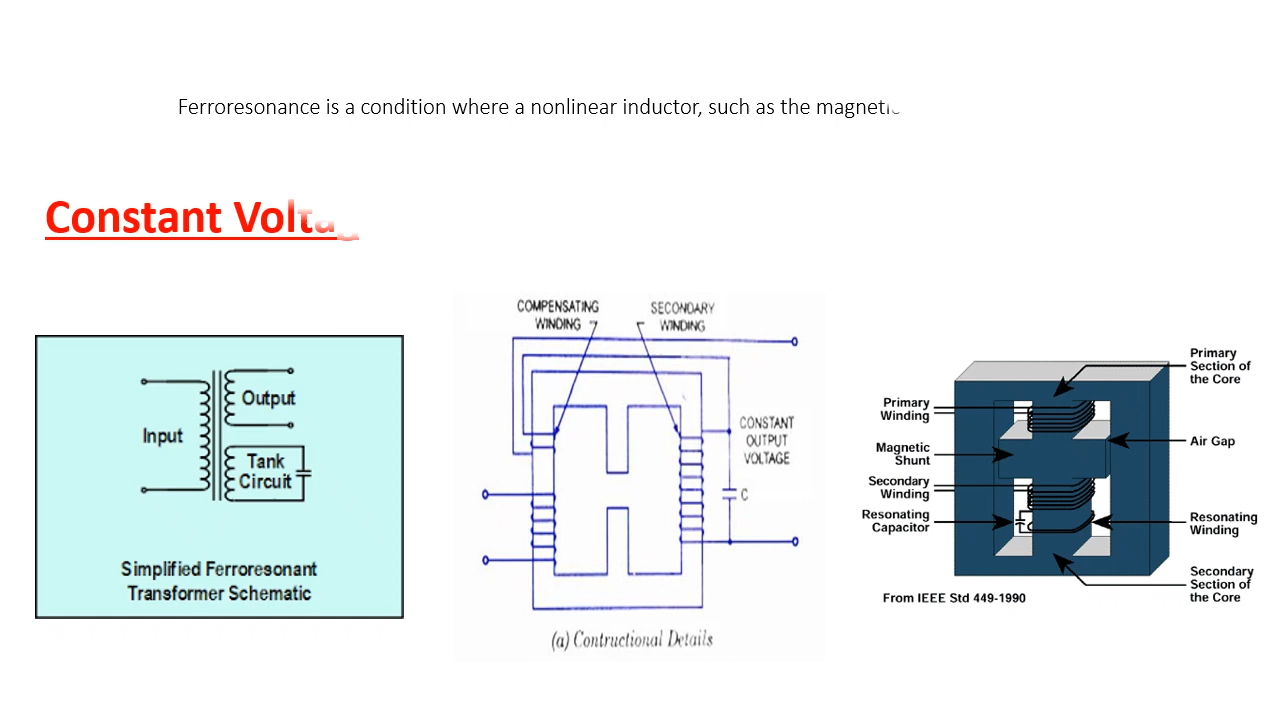 Ferroresonance is a condition where a nonlinear inductor, such as the
Constant
COMPENSATING
WINDING
SECONDARY
WINDING
CONSTANT
OUTPUT
VOLTAGE
C
(a) Contructional Details
Input
Output
Tank
Circuit
Simplified Ferroresonant
Transformer Schematic
Primary
Section of
the Core
Primary
Winding
Air Gap
Magnetic
Shunt
Secondary
Winding
Resonating
Capacitor
Resonating
Winding
Secondary
Section of
the Core
From IEEE Std 449-1990